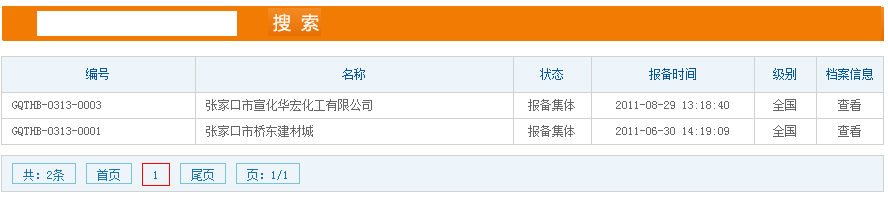 搜 索
编号 名称 状态 报备时间 级别 档案信息
GQTHB-0313-0003 张家口市宣化华宏化工有限公司 报备集体 2011-08-29 13:18:40 全国 查看
GQTHB-0313-0001 张家口市桥东建材城 报备集体 2011-06-30 14:19:09 全国 查看
共: 2条 首页 1 尾页 页: 1/1